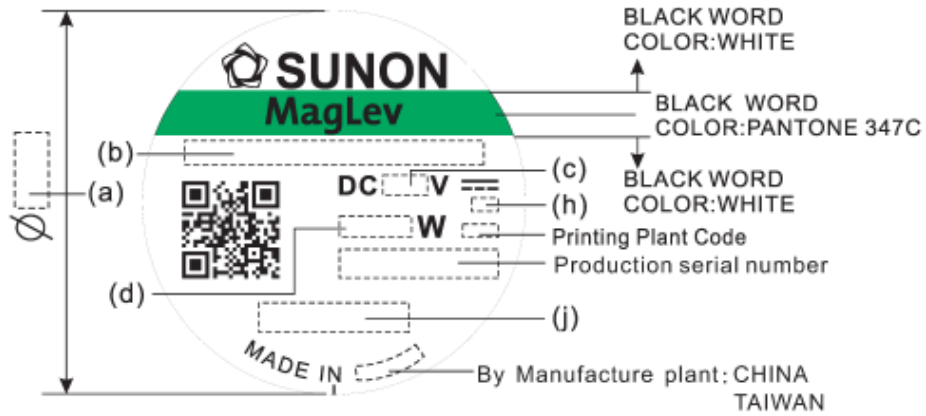 BLACK WORD
COLOR:WHITE
SUNON
MagLev
BLACK WORD
COLOR:PANTONE 347C
(b)
(a)
Ø
DC V
(c)
(h)
BLACK WORD
COLOR:WHITE
W
Printing Plant Code
Production serial number
(d)
(j)
MADE IN
By Manufacture plant: CHINA
TAIWAN